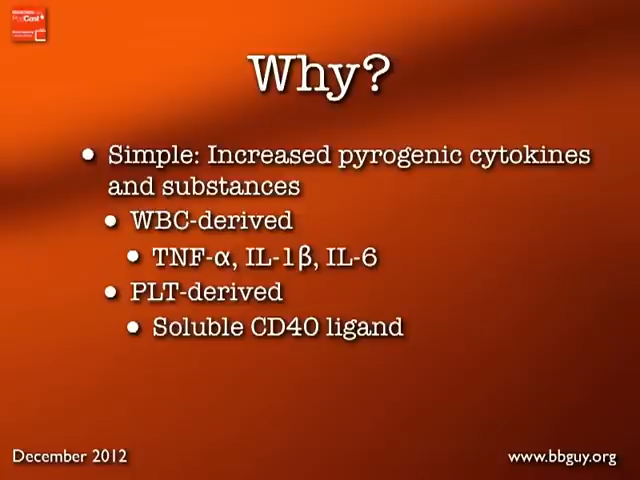 PodCast
Why?
• Simple: Increased pyrogenic cytokines
and substances
• WBC-derived
• TNF-α, IL-1β, IL-6
• PLT-derived
• Soluble CD40 ligand
December 2012
www.bbguy.org